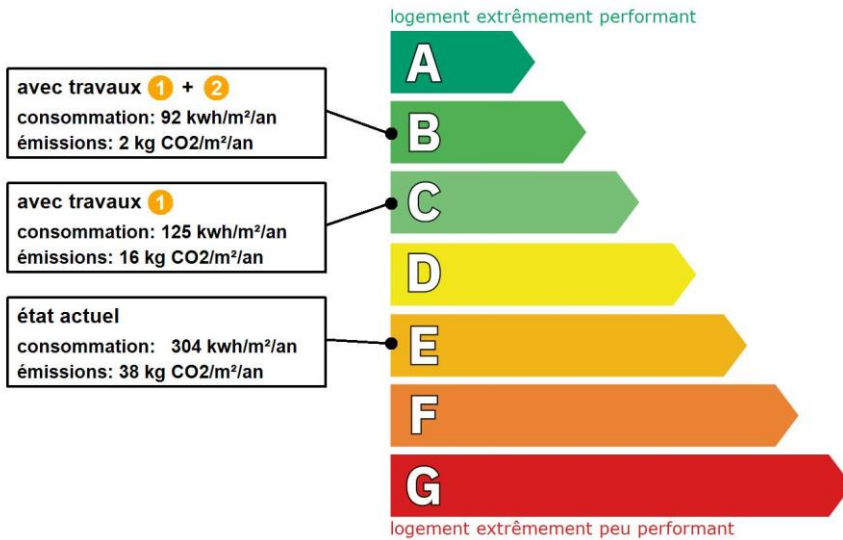 logement extrêmement performant
A
avec travaux 1 + 2
consommation: 92 kwh/m²/an
émissions: 2 kg CO2/m²/an
B
avec travaux 1
consommation: 125 kwh/m²/an
émissions: 16 kg CO2/m²/an
C
D
état actuel
consommation: 304 kwh/m²/an
émissions: 38 kg CO2/m²/an
E
F
G
logement extrêmement peu performant